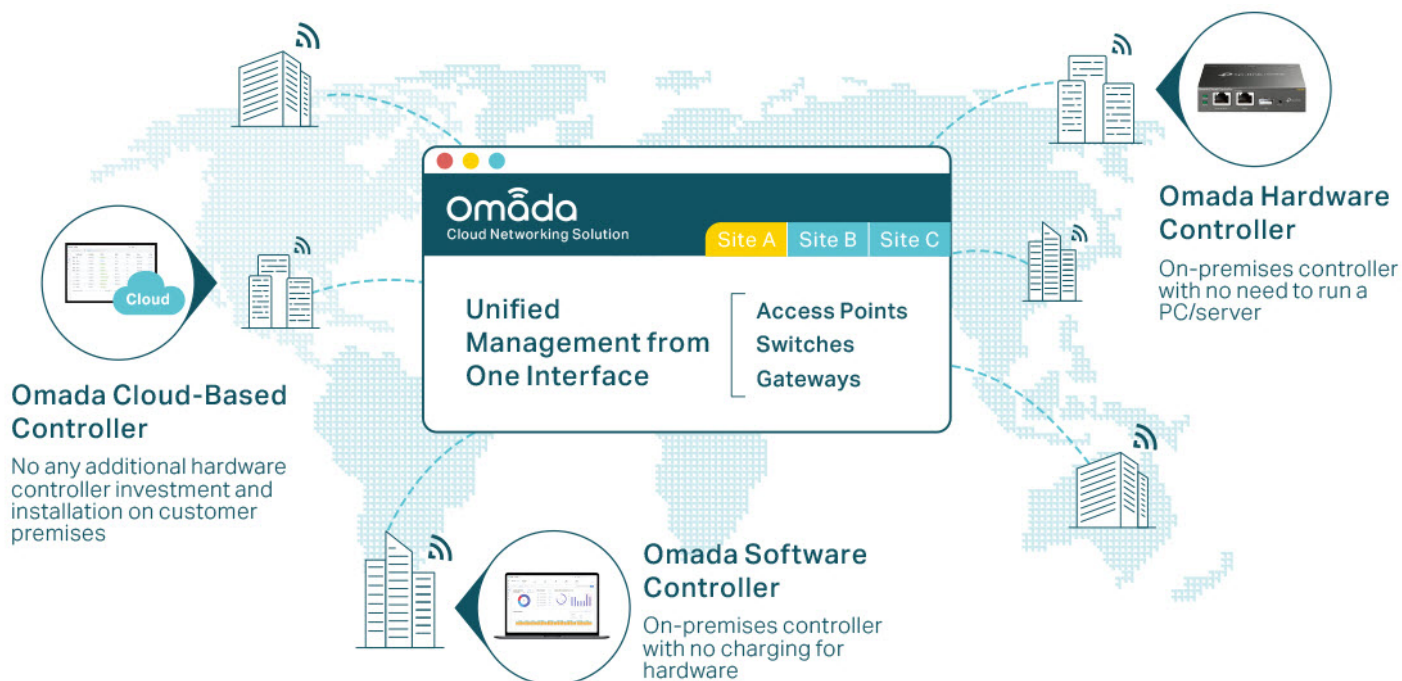 Omada
Cloud Networking Solution
Site A
Site B
Site C
Unified
Management from
One Interface
Access Points
Switches
Gateways
Omada Hardware
Controller
On-premises controller
with no need to run a
PC/server
Cloud
Omada Cloud-Based
Controller
No any additional hardware
controller investment and
installation on customer
premises
Omada Software
Controller
On-premises controller
with no charging for
hardware